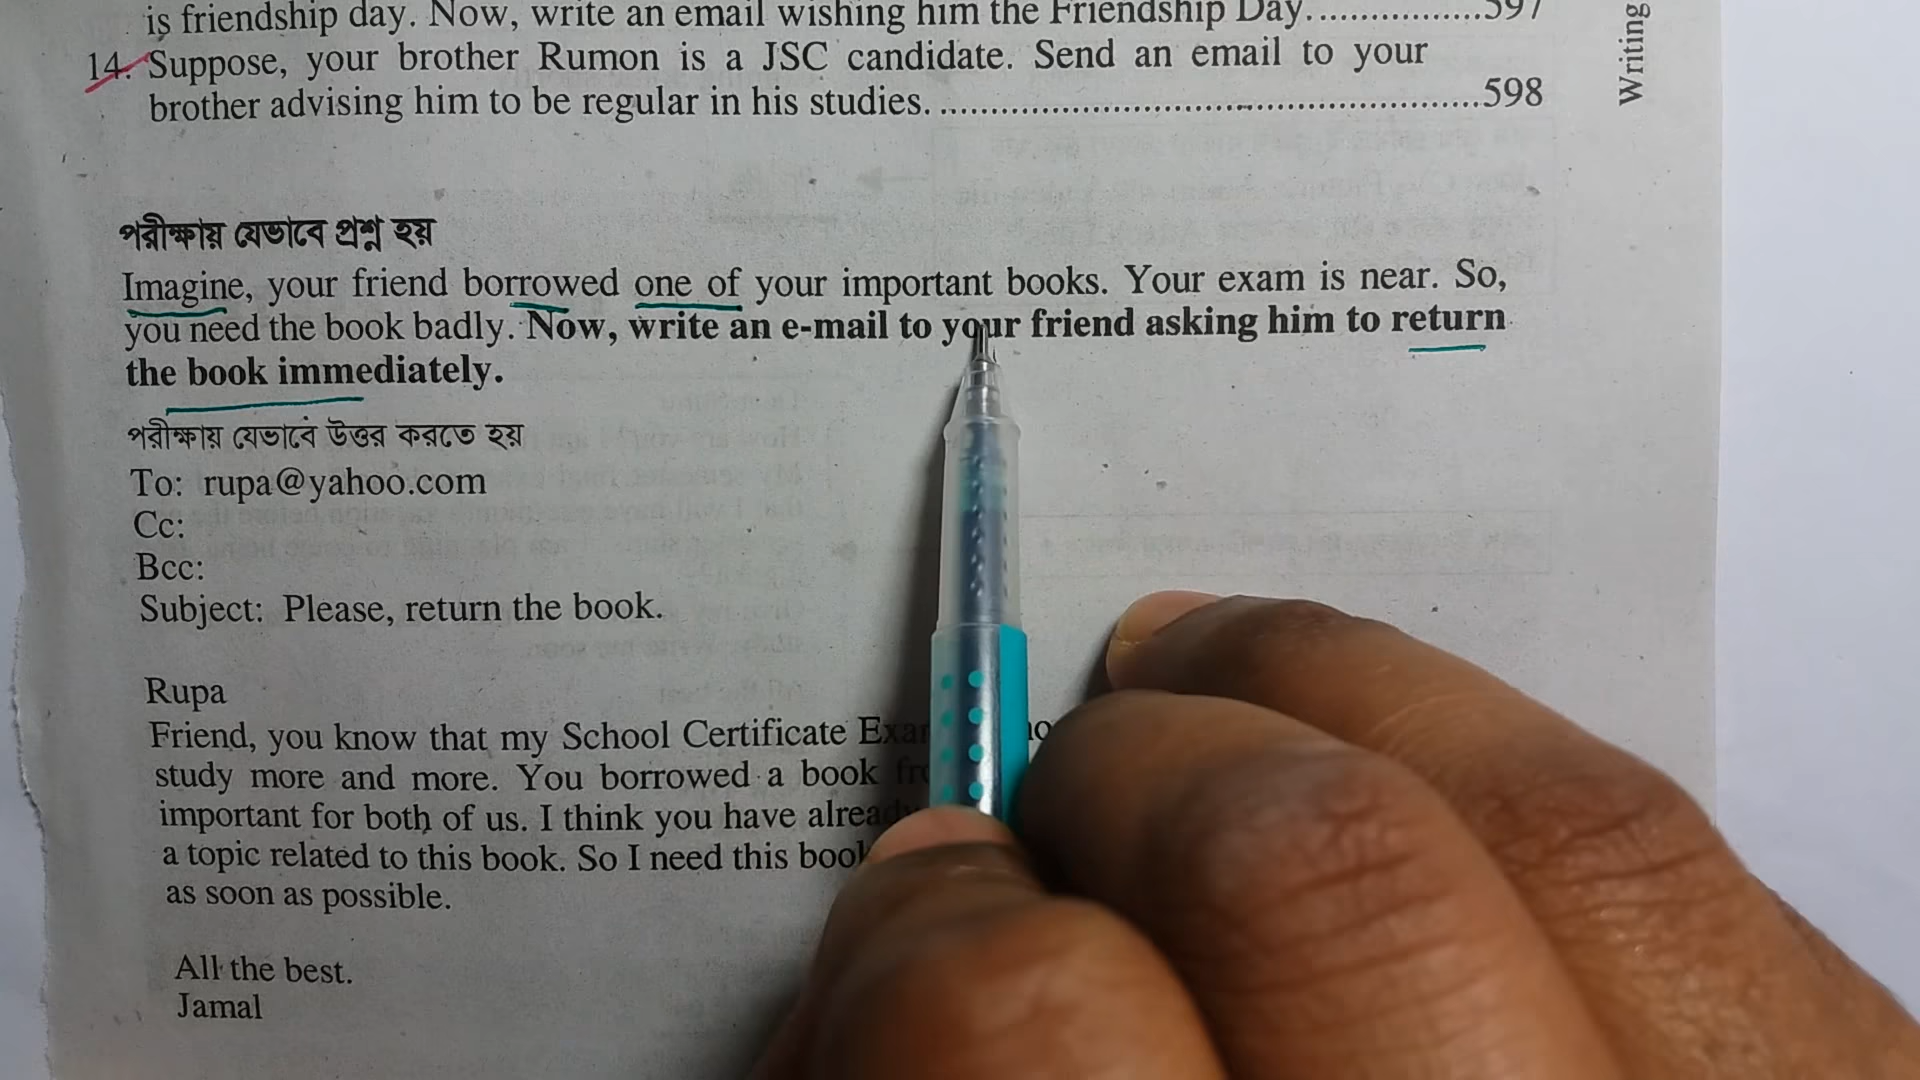 is friendship day. Now, write an email wishing him the Friendship Day..................597
14. Suppose, your brother Rumon is a JSC candidate. Send an email to your
brother advising him to be regular in his studies. ......................................................598
Writing
পরীক্ষায় যেভাবে প্রশ্ন হয়
Imagine, your friend borrowed one of your important books. Your exam is near. So,
you need the book badly. Now, write an e-mail to your friend asking him to return
the book immediately.
পরীক্ষায় যেভাবে উত্তর করতে হয়
To: rupa@yahoo.com
Cc:
Bcc:
Subject: Please, return the book.
Rupa
Friend, you know that my School Certificate
study more and more. You borrowed a book
important for both of us. I think you have
a topic related to this book. So I need this book
as soon as possible.
All the best.
Jamal